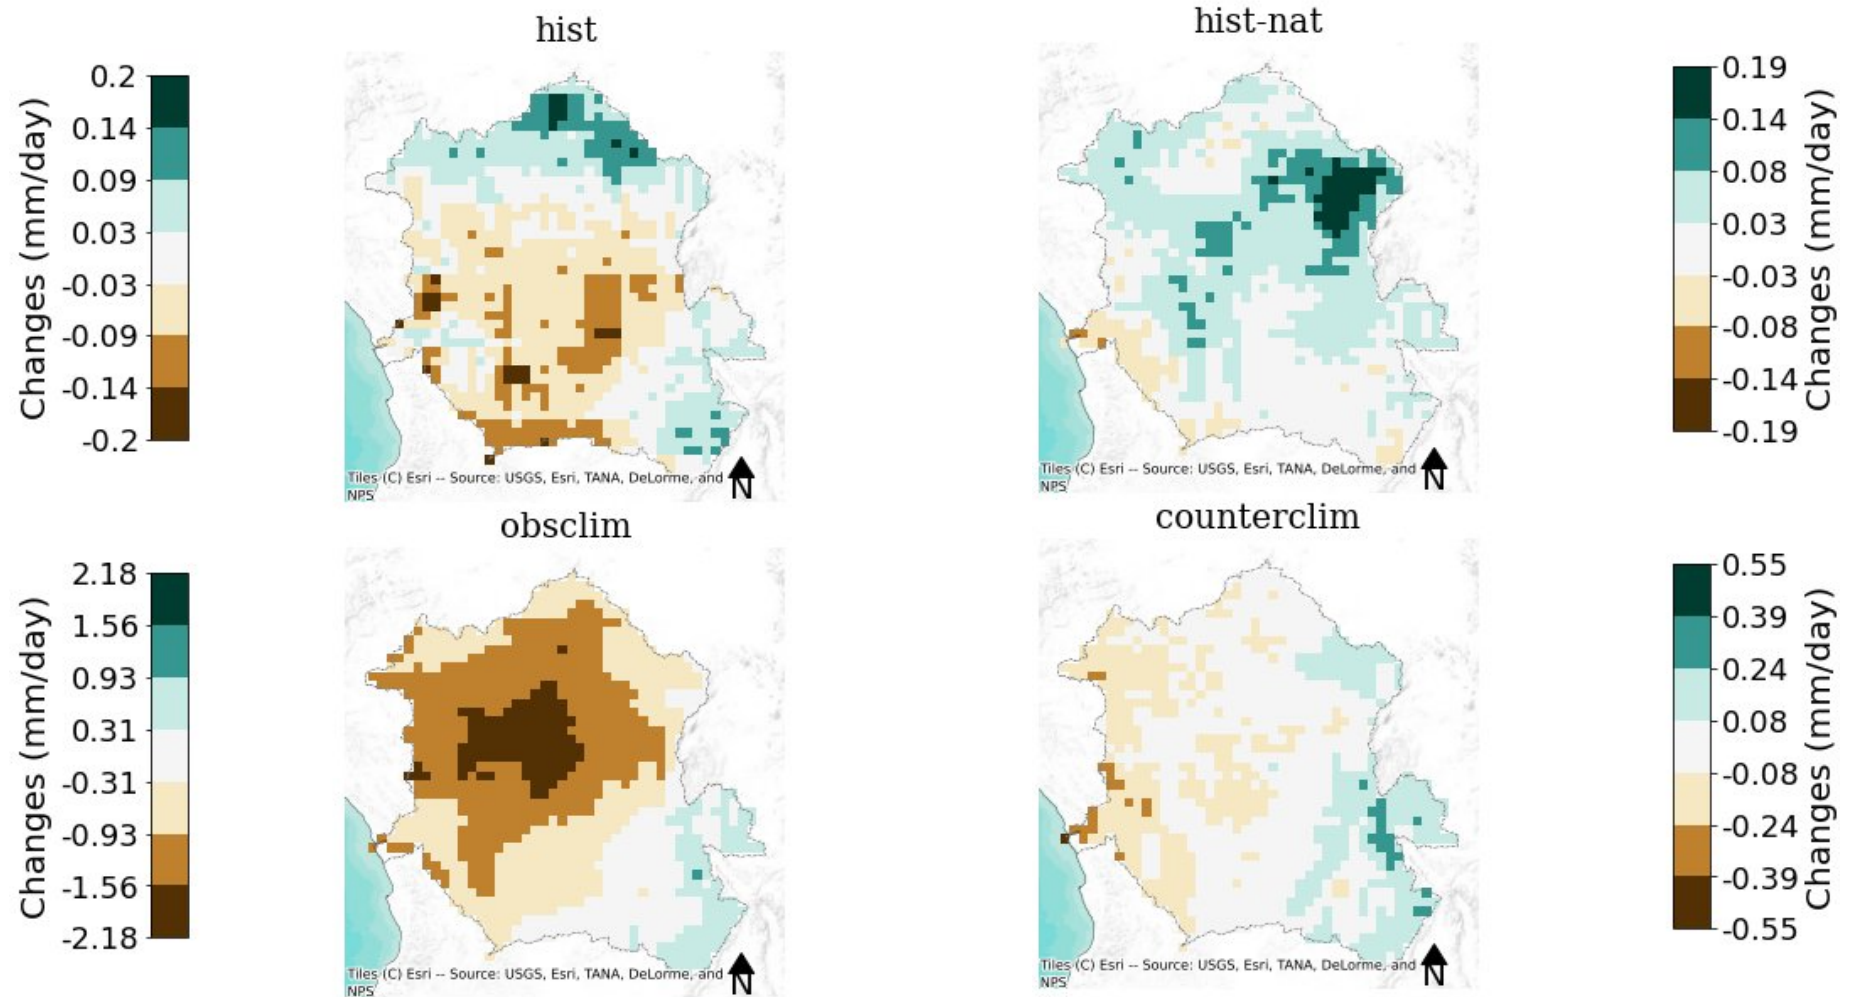 hist
0.2
0.14
0.09
0.03
-0.03
-0.09
-0.14
-0.2
Changes (mm/day)
Tiles (C) Esri -- Source: USGS, Esri, TANA, DeLorme, and
NPS
N
hist-nat
0.19
0.14
0.08
0.03
-0.03
-0.08
-0.14
-0.19
Changes (mm/day)
Tiles (C) Esri -- Source: USGS, Esri, TANA, DeLorme, and
NPS
N
obsclim
2.18
1.56
0.93
0.31
-0.31
-0.93
-1.56
-2.18
Changes (mm/day)
Tiles (C) Esri -- Source: USGS, Esri, TANA, DeLorme, and
NPS
N
counterclim
0.55
0.39
0.24
0.08
-0.08
-0.24
-0.39
-0.55
Changes (mm/day)
Tiles (C) Esri -- Source: USGS, Esri, TANA, DeLorme, and
NPS
N